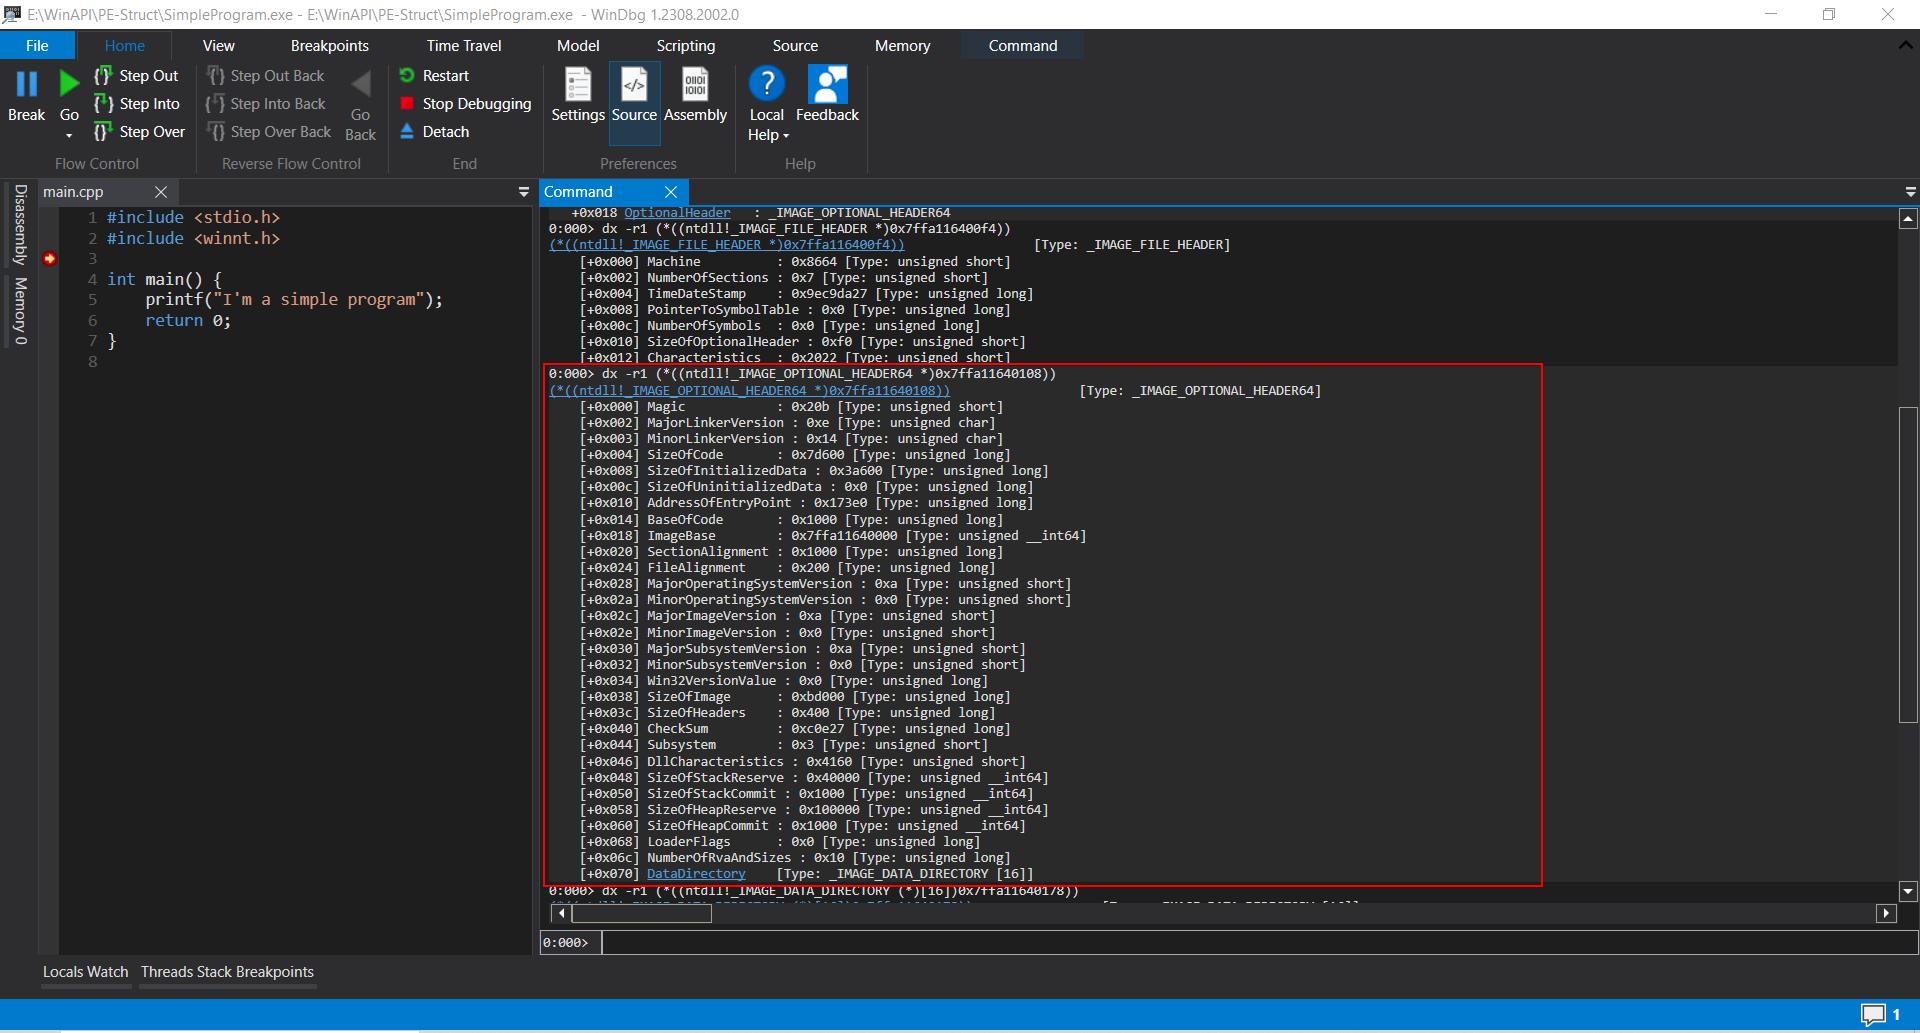 E:\WinAPI\PE-Struct\SimpleProgram.exe - E:\WinAPI\PE-Struct\SimpleProgram.exe - WinDbg 1.2308.2002.0
File Home View Breakpoints Time Travel Model Scripting Source Memory Command
Break
Go
Step Out
Step Into
Step Over
Flow Control
Step Out Back
Step Into Back
Step Over Back
Go Back
Reverse Flow Control
Restart
Stop Debugging
Detach
End
Settings Source Assembly
Preferences
Local Help
Feedback
Help
Disassembly
Memory 0
main.cpp
1 #include <stdio.h>
2 #include <winnt.h>
3
4 int main() {
5 printf("I'm a simple program");
6 return 0;
7 }
8
Command
+0x018 OptionalHeader : _IMAGE_OPTIONAL_HEADER64
0:000> dx -r1 (*((ntdll!_IMAGE_FILE_HEADER *)0x7ffa116400f4))
(*((ntdll!_IMAGE_FILE_HEADER *)0x7ffa116400f4)) [Type: _IMAGE_FILE_HEADER]
[+0x000] Machine : 0x8664 [Type: unsigned short]
[+0x002] NumberOfSections : 0x7 [Type: unsigned short]
[+0x004] TimeDateStamp : 0x9ec9da27 [Type: unsigned long]
[+0x008] PointerToSymbolTable : 0x0 [Type: unsigned long]
[+0x00c] NumberOfSymbols : 0x0 [Type: unsigned long]
[+0x010] SizeOfOptionalHeader : 0xf0 [Type: unsigned short]
[+0x012] Characteristics : 0x2022 [Type: unsigned short]
0:000> dx -r1 (*((ntdll!_IMAGE_OPTIONAL_HEADER64 *)0x7ffa11640108))
(*((ntdll!_IMAGE_OPTIONAL_HEADER64 *)0x7ffa11640108)) [Type: _IMAGE_OPTIONAL_HEADER64]
[+0x000] Magic : 0x20b [Type: unsigned short]
[+0x002] MajorLinkerVersion : 0xe [Type: unsigned char]
[+0x003] MinorLinkerVersion : 0x14 [Type: unsigned char]
[+0x004] SizeOfCode : 0x7d600 [Type: unsigned long]
[+0x008] SizeOfInitializedData : 0x3a600 [Type: unsigned long]
[+0x00c] SizeOfUninitializedData : 0x0 [Type: unsigned long]
[+0x010] AddressOfEntryPoint : 0x173e0 [Type: unsigned long]
[+0x014] BaseOfCode : 0x1000 [Type: unsigned long]
[+0x018] ImageBase : 0x7ffa11640000 [Type: unsigned __int64]
[+0x020] SectionAlignment : 0x1000 [Type: unsigned long]
[+0x024] FileAlignment : 0x200 [Type: unsigned long]
[+0x028] MajorOperatingSystemVersion : 0xa [Type: unsigned short]
[+0x02a] MinorOperatingSystemVersion : 0x0 [Type: unsigned short]
[+0x02c] MajorImageVersion : 0xa [Type: unsigned short]
[+0x02e] MinorImageVersion : 0x0 [Type: unsigned short]
[+0x030] MajorSubsystemVersion : 0xa [Type: unsigned short]
[+0x032] MinorSubsystemVersion : 0x0 [Type: unsigned short]
[+0x034] Win32VersionValue : 0x0 [Type: unsigned long]
[+0x038] SizeOfImage : 0xbd000 [Type: unsigned long]
[+0x03c] SizeOfHeaders : 0x400 [Type: unsigned long]
[+0x040] CheckSum : 0xc0e27 [Type: unsigned long]
[+0x044] Subsystem : 0x3 [Type: unsigned short]
[+0x046] DllCharacteristics : 0x4160 [Type: unsigned short]
[+0x048] SizeOfStackReserve : 0x40000 [Type: unsigned __int64]
[+0x050] SizeOfStackCommit : 0x1000 [Type: unsigned __int64]
[+0x058] SizeOfHeapReserve : 0x100000 [Type: unsigned __int64]
[+0x060] SizeOfHeapCommit : 0x1000 [Type: unsigned __int64]
[+0x068] LoaderFlags : 0x0 [Type: unsigned long]
[+0x06c] NumberOfRvaAndSizes : 0x10 [Type: unsigned long]
[+0x070] DataDirectory [Type: _IMAGE_DATA_DIRECTORY [16]]
0:000> dx -r1 (*((ntdll!_IMAGE_DATA_DIRECTORY (*)[16])0x7ffa11640178))
0:000>
Locals Watch Threads Stack Breakpoints
1